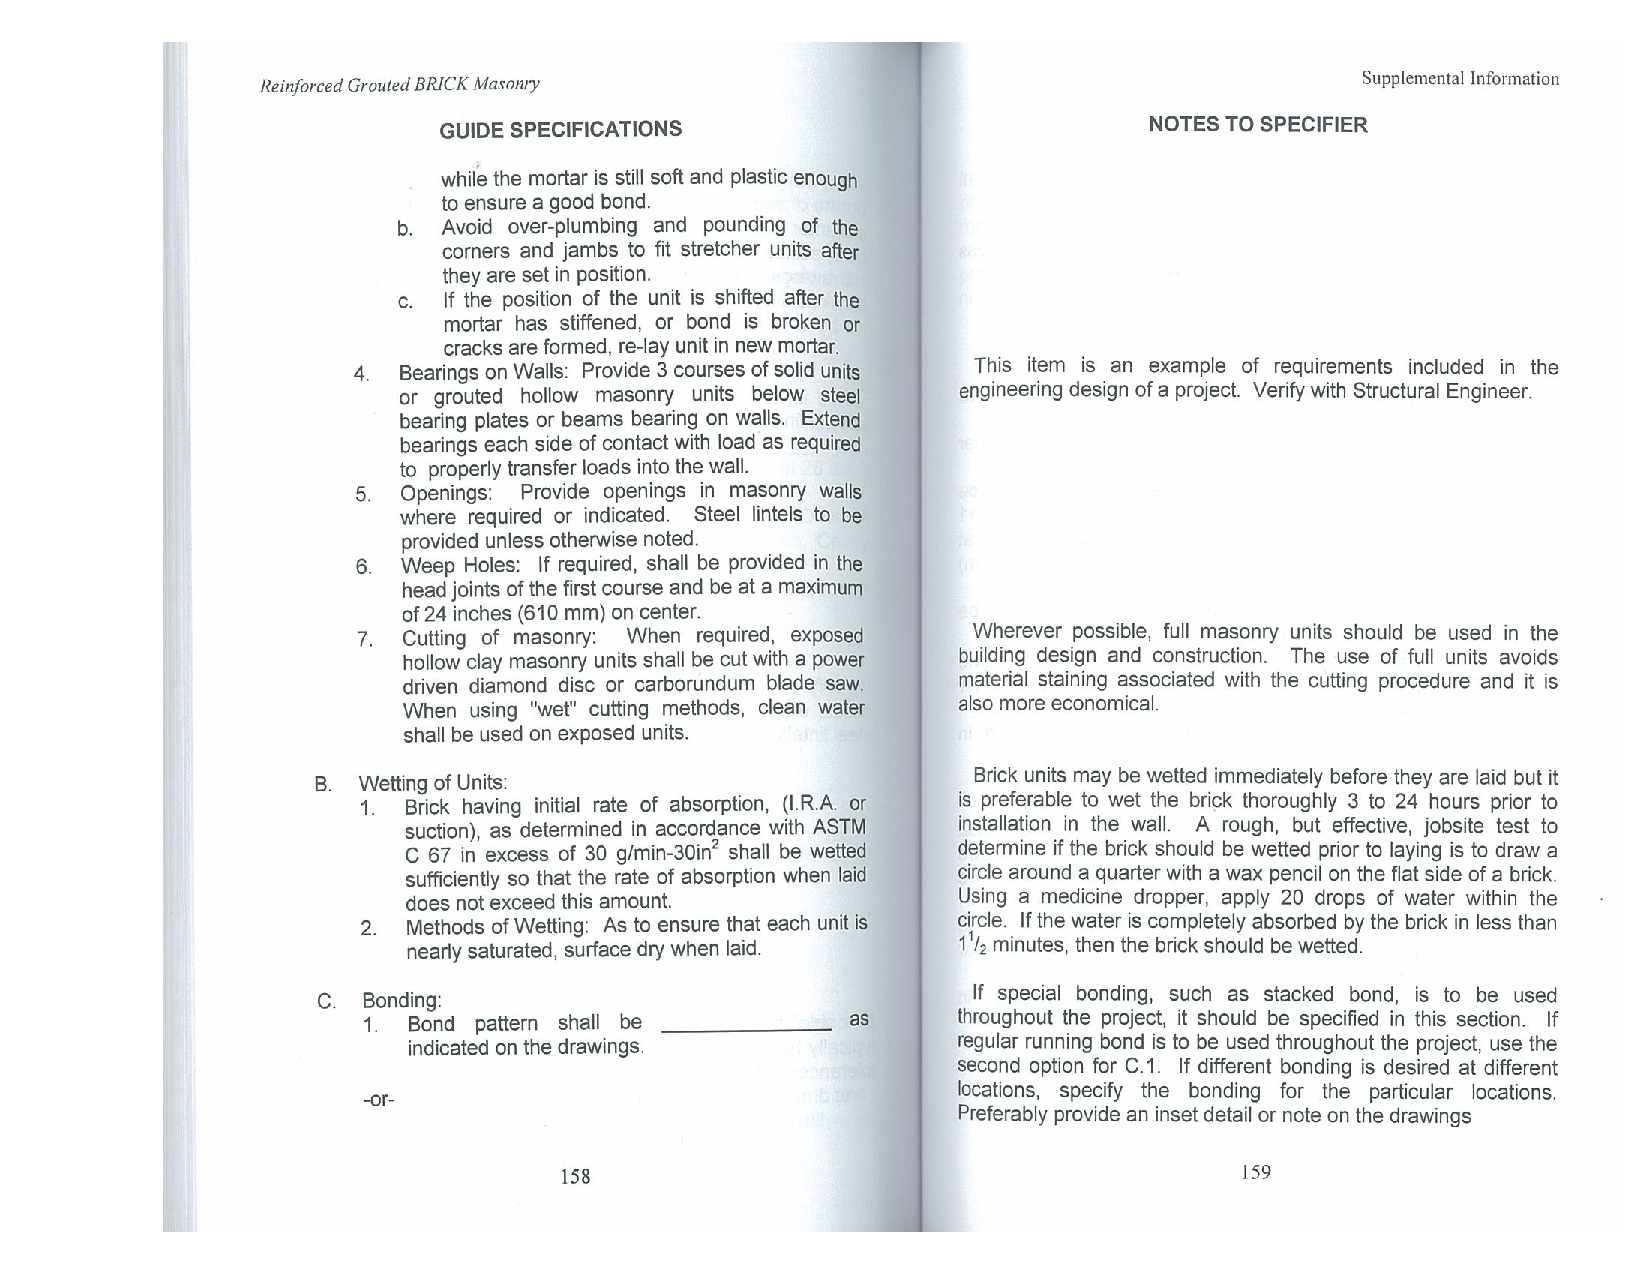 Reinforced Grouted BRICK Masonry
GUIDE SPECIFICATIONS
while the mortar is still soft and plastic enough
to ensure a good bond.
b. Avoid over-plumbing and pounding of the
corners and jambs to fit stretcher units after
they are set in position.
c. If the position of the unit is shifted after the
mortar has stiffened, or bond is broken or
cracks are formed, re-lay unit in new mortar.
4. Bearings on Walls: Provide 3 courses of solid units
or grouted hollow masonry units below steel
bearing plates or beams bearing on walls. Extend
bearings each side of contact with load as required
to properly transfer loads into the wall.
5. Openings: Provide openings in masonry walls
where required or indicated. Steel lintels to be
provided unless otherwise noted.
6. Weep Holes: If required, shall be provided in the
head joints of the first course and be at a maximum
of 24 inches (610 mm) on center.
7. Cutting of masonry: When required, exposed
hollow clay masonry units shall be cut with a power
driven diamond disc or carborundum blade saw.
When using "wet" cutting methods, clean water
shall be used on exposed units.
B. Wetting of Units:
1. Brick having initial rate of absorption, (I.R.A. or
suction), as determined in accordance with ASTM
C 67 in excess of 30 g/min-30in² shall be wetted
sufficiently so that the rate of absorption when laid
does not exceed this amount.
2. Methods of Wetting: As to ensure that each unit is
nearly saturated, surface dry when laid.
C. Bonding:
1. Bond pattern shall be ______________ as
indicated on the drawings.
-or-
158
Supplemental Information
NOTES TO SPECIFIER
This item is an example of requirements included in the
engineering design of a project. Verify with Structural Engineer.
Wherever possible, full masonry units should be used in the
building design and construction. The use of full units avoids
material staining associated with the cutting procedure and it is
also more economical.
Brick units may be wetted immediately before they are laid but it
is preferable to wet the brick thoroughly 3 to 24 hours prior to
installation in the wall. A rough, but effective, jobsite test to
determine if the brick should be wetted prior to laying is to draw a
circle around a quarter with a wax pencil on the flat side of a brick.
Using a medicine dropper, apply 20 drops of water within the
circle. If the water is completely absorbed by the brick in less than
1 1/2 minutes, then the brick should be wetted.
If special bonding, such as stacked bond, is to be used
throughout the project, it should be specified in this section. If
regular running bond is to be used throughout the project, use the
second option for C.1. If different bonding is desired at different
locations, specify the bonding for the particular locations.
Preferably provide an inset detail or note on the drawings
159